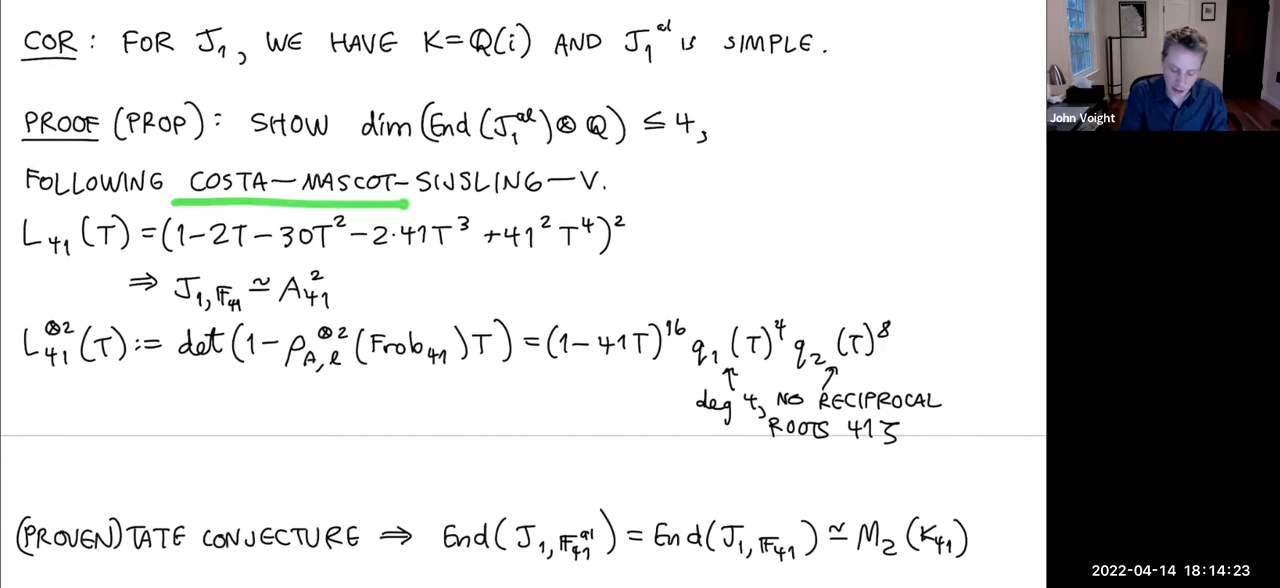 COR: FOR J₁, WE HAVE K=ℚ(i) AND J₁^al IS SIMPLE.
PROOF (PROP): SHOW dim(End(J₁^al)⊗ℚ) ≤ 4,
FOLLOWING COSTA-MASCOT-SIJSLING-V.
L₄₁(T) = (1-2T-30T²-2·41T³+41²T⁴)²
⇒ J₁,𝔽₄₁ ≃ A₄₁²
L₄₁^⊗2(T) := det(1-ρ_A,ℓ^⊗2(Frob₄₁)T) = (1-41T)¹⁶ q₁(T)⁴ q₂(T)⁸
deg 4, NO RECIPROCAL
ROOTS 41ζ
(PROVEN) TATE CONJECTURE ⇒ End(J₁,𝔽₄₁^al) = End(J₁,𝔽₄₁) ≃ M₂(K₄₁)
John Voight
2022-04-14 18:14:23